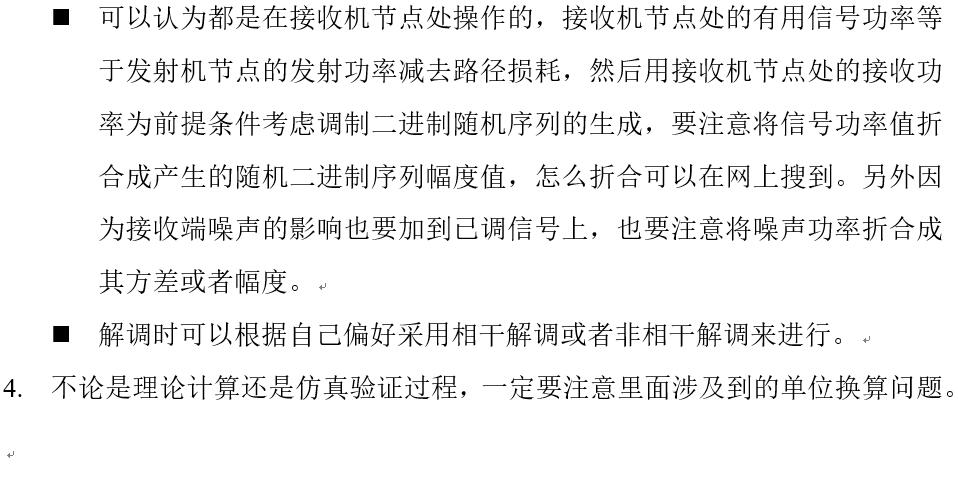 ■ 可以认为都是在接收机节点处操作的，接收机节点处的有用信号功率等
于发射机节点的发射功率减去路径损耗，然后用接收机节点处的接收功
率为前提条件考虑调制二进制随机序列的生成，要注意将信号功率值折
合成产生的随机二进制序列幅度值，怎么折合可以在网上搜到。另外因
为接收端噪声的影响也要加到已调信号上，也要注意将噪声功率折合成
其方差或者幅度。
■ 解调时可以根据自己偏好采用相干解调或者非相干解调来进行。
4. 不论是理论计算还是仿真验证过程，一定要注意里面涉及到的单位换算问题。